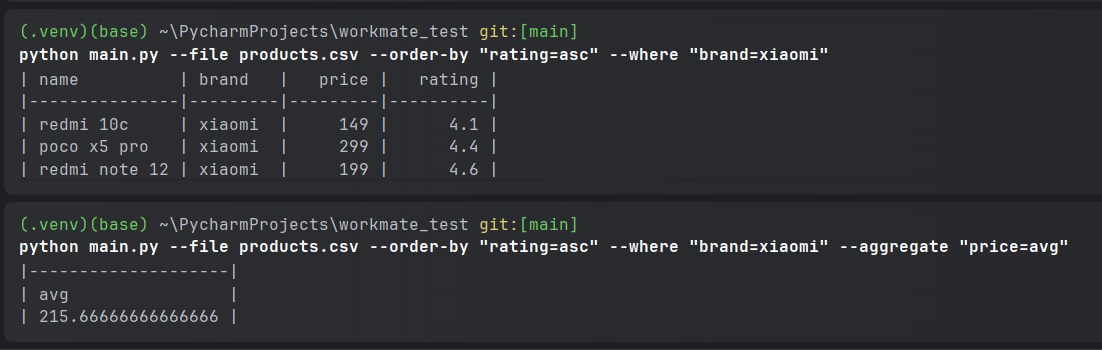 (.venv)(base) ~\PycharmProjects\workmate_test git:[main]
python main.py --file products.csv --order-by "rating=asc" --where "brand=xiaomi"
| name          | brand   |   price |   rating |
|---------------|---------|---------|----------|
| redmi 10c     | xiaomi  |     149 |      4.1 |
| poco x5 pro   | xiaomi  |     299 |      4.4 |
| redmi note 12 | xiaomi  |     199 |      4.6 |
(.venv)(base) ~\PycharmProjects\workmate_test git:[main]
python main.py --file products.csv --order-by "rating=asc" --where "brand=xiaomi" --aggregate "price=avg"
|--------------------|
| avg                |
| 215.66666666666666 |